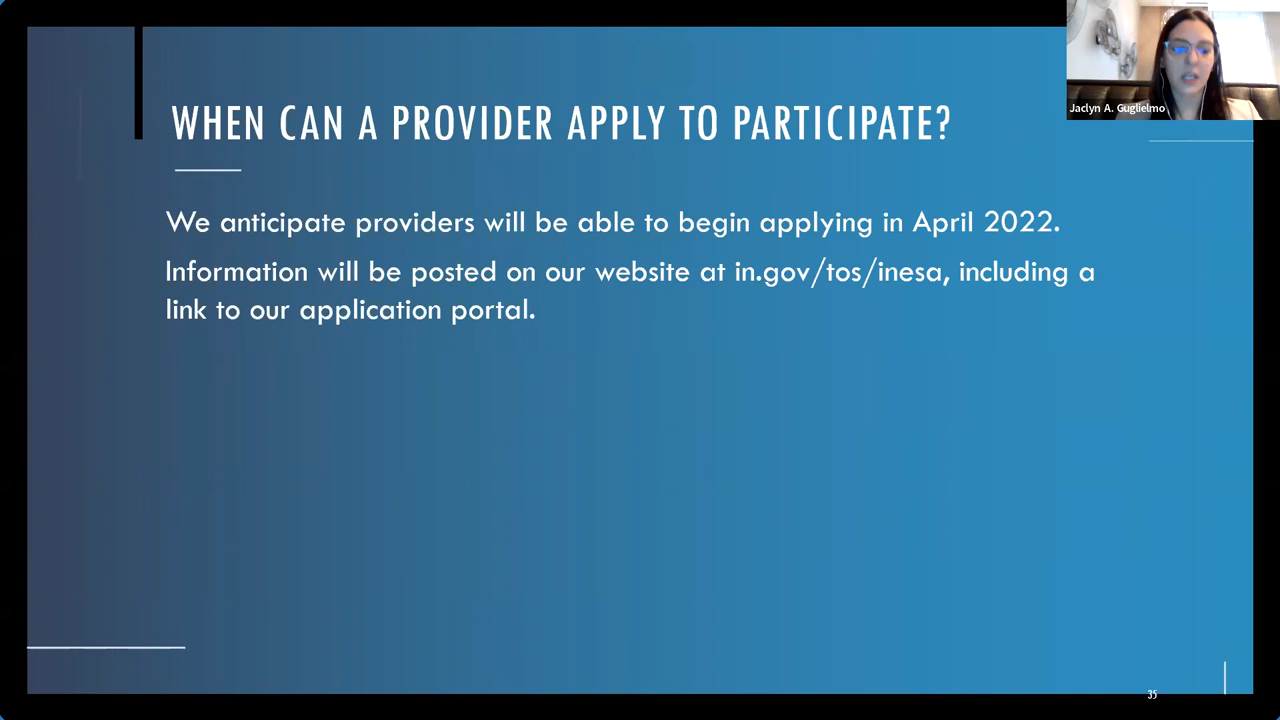 WHEN CAN A PROVIDER APPLY TO PARTICIPATE?
Jaclyn A. Guglielmo
We anticipate providers will be able to begin applying in April 2022.
Information will be posted on our website at in.gov/tos/inesa, including a
link to our application portal.
35